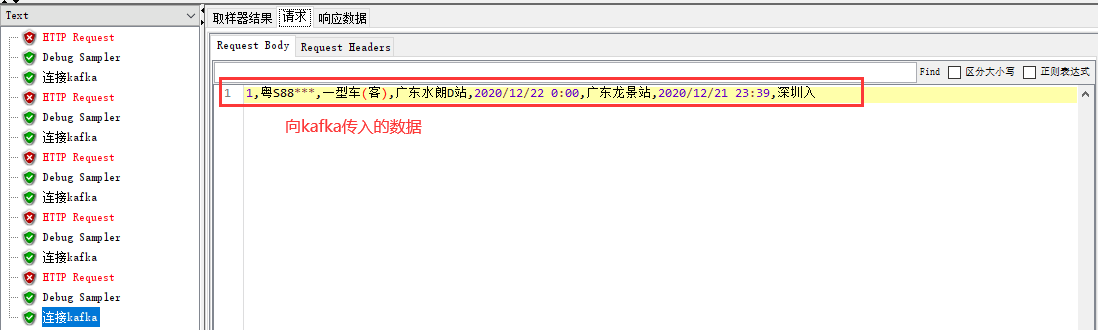 Text
取样器结果 请求 响应数据
HTTP Request
Debug Sampler
连接kafka
HTTP Request
Debug Sampler
连接kafka
HTTP Request
Debug Sampler
连接kafka
HTTP Request
Debug Sampler
连接kafka
HTTP Request
Debug Sampler
连接kafka
Request Body Request Headers
Find 区分大小写 正则表达式
1 1,粤S88***,一型车(客),广东水朗D站,2020/12/22 0:00,广东龙景站,2020/12/21 23:39,深圳入
向kafka传入的数据